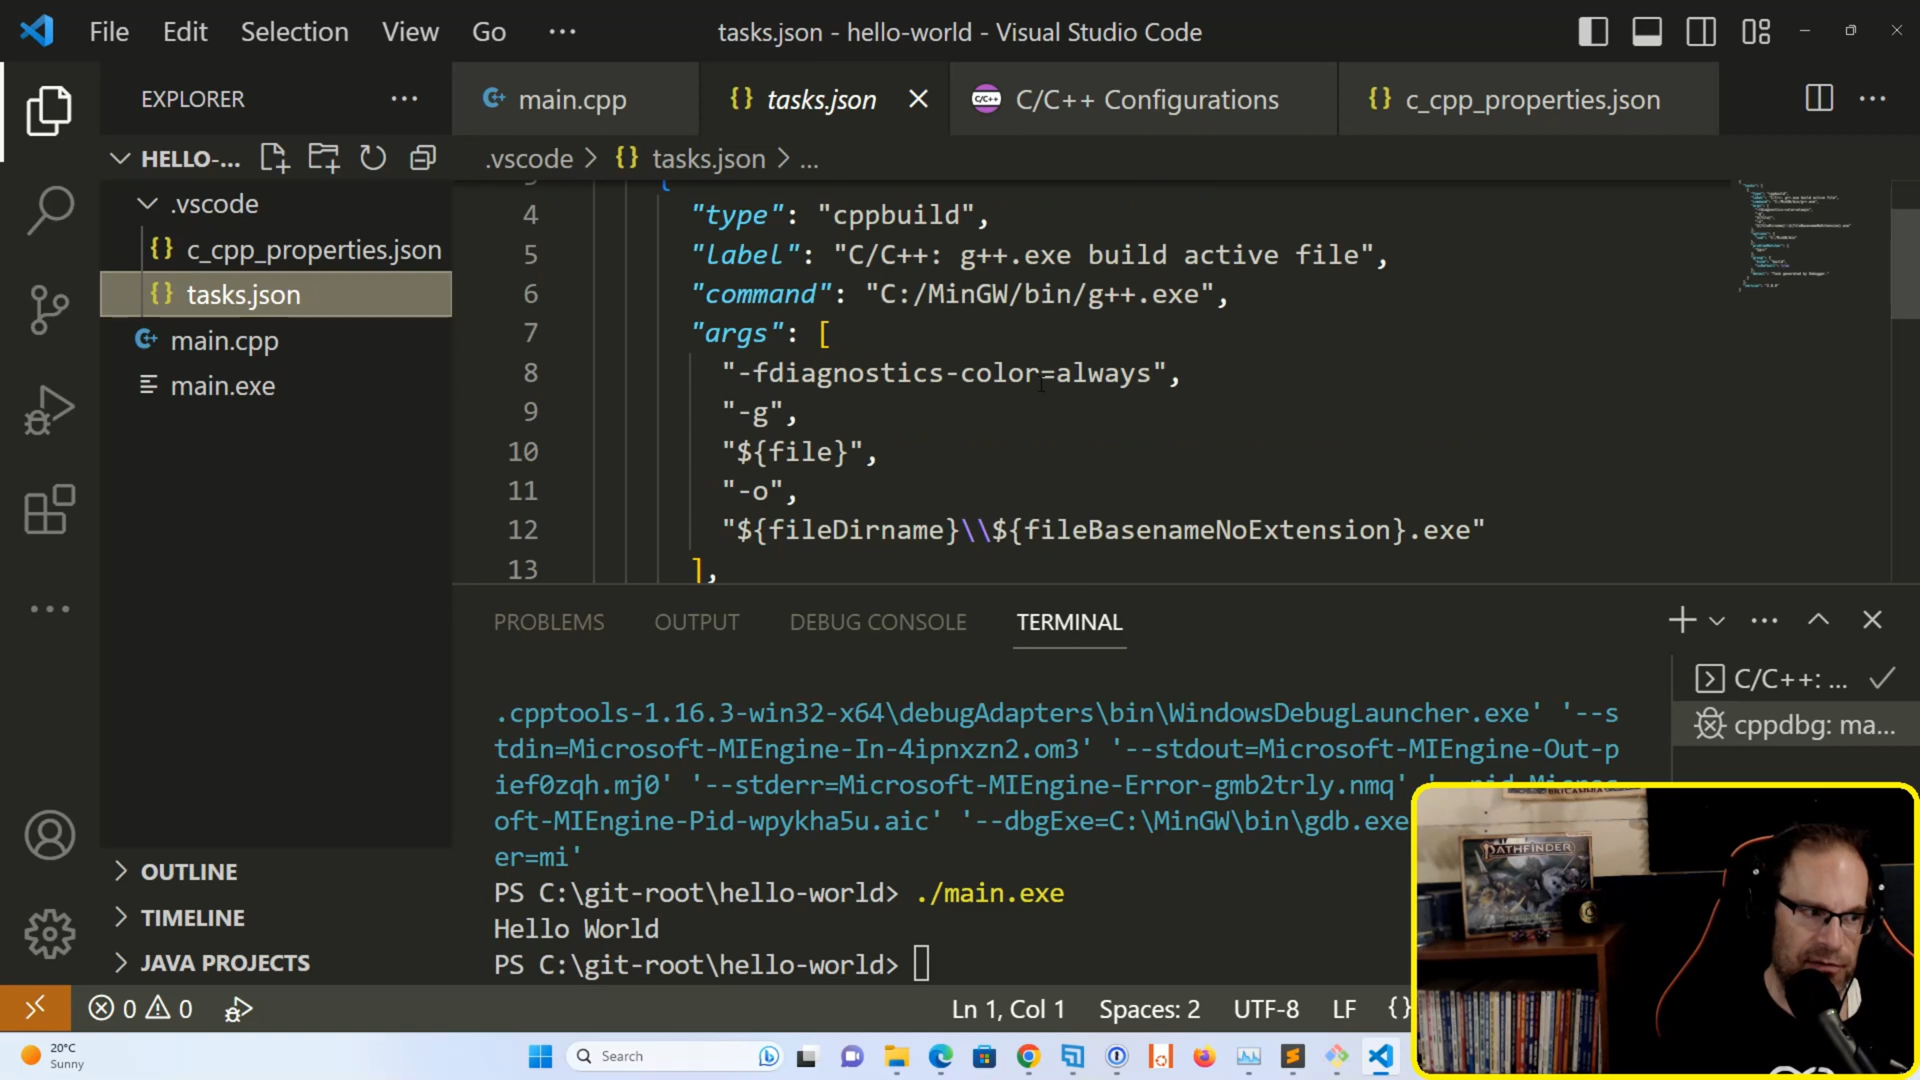 File Edit Selection View Go ...
tasks.json - hello-world - Visual Studio Code
EXPLORER
main.cpp
tasks.json
C/C++ Configurations
c_cpp_properties.json
HELLO-...
.vscode > {} tasks.json > ...
.vscode
{} c_cpp_properties.json
{} tasks.json
main.cpp
main.exe
4 "type": "cppbuild",
5 "label": "C/C++: g++.exe build active file",
6 "command": "C:/MinGW/bin/g++.exe",
7 "args": [
8 "-fdiagnostics-color=always",
9 "-g",
10 "${file}",
11 "-o",
12 "${fileDirname}\\${fileBasenameNoExtension}.exe"
13 ],
PROBLEMS OUTPUT DEBUG CONSOLE TERMINAL
C/C++: ...
cppdbg: ma...
.cpptools-1.16.3-win32-x64\debugAdapters\bin\WindowsDebugLauncher.exe' '--s
tdin=Microsoft-MIEngine-In-4ipnxzn2.om3' '--stdout=Microsoft-MIEngine-Out-p
ief0zqh.mj0' '--stderr=Microsoft-MIEngine-Error-gmb2trly.nmq'
oft-MIEngine-Pid-wpykha5u.aic' '--dbgExe=C:\MinGW\bin\gdb.exe
er=mi'
PS C:\git-root\hello-world> ./main.exe
Hello World
PS C:\git-root\hello-world>
OUTLINE
TIMELINE
JAVA PROJECTS
0 0
Ln 1, Col 1 Spaces: 2 UTF-8 LF {}
20°C
Sunny
Search
PATHFINDER